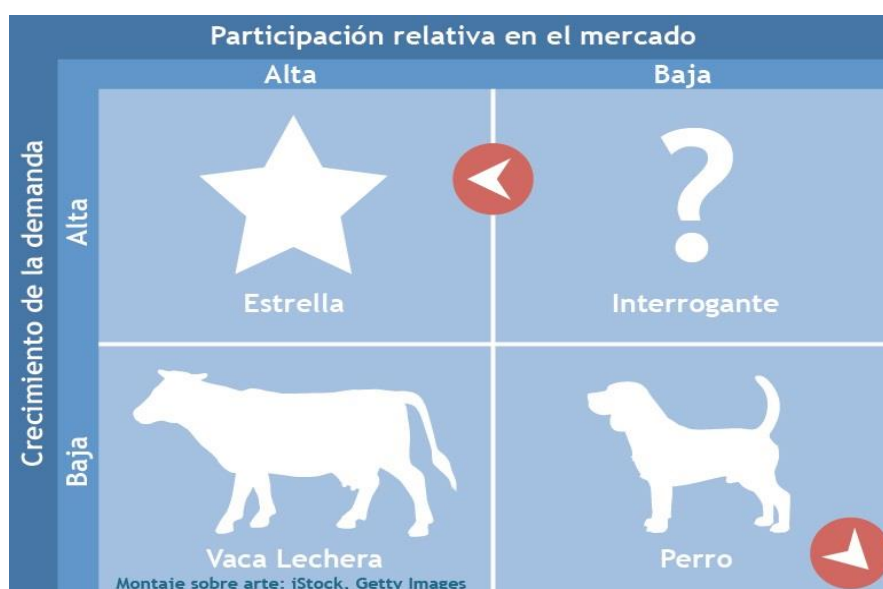 Participación relativa en el mercado
Alta
Baja
Crecimiento de la demanda
Alta
Estrella
Interrogante
Baja
Vaca Lechera
Perro
Montaje sobre arte: iStock, Getty Images